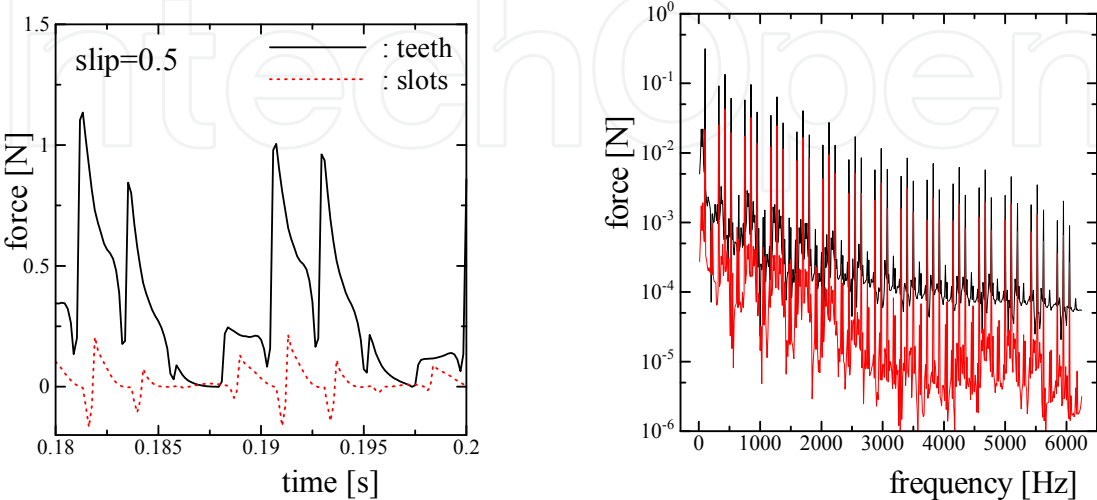 ntechOpen
1.5
slip=0.5
: teeth
: slots
force [N]
1
0.5
0
0.18
0.185
0.19
0.195
0.2
time [s]
10^0
10^-1
10^-2
10^-3
10^-4
10^-5
10^-6
force [N]
0
1000
2000
3000
4000
5000
6000
frequency [Hz]